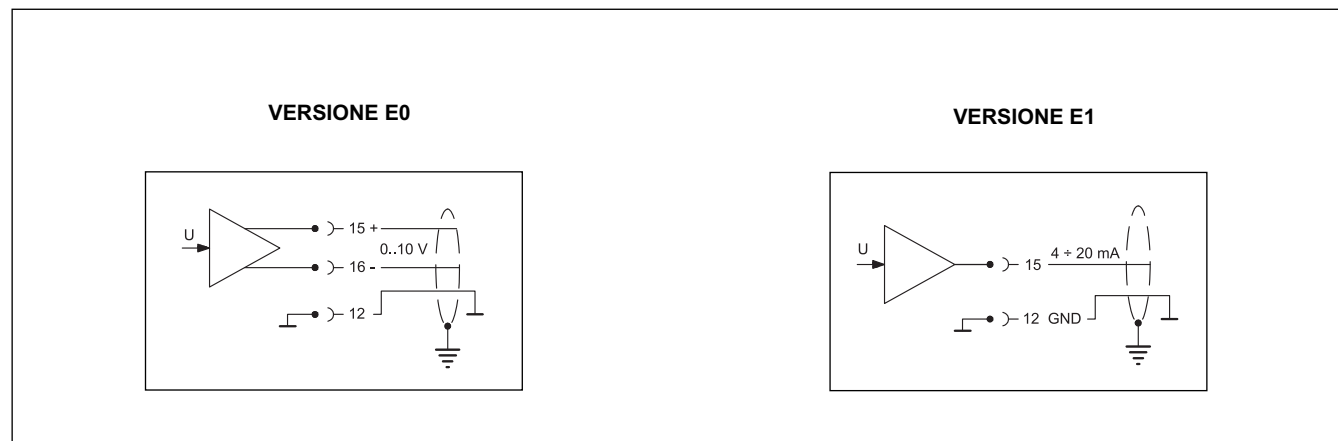 VERSIONE E0
VERSIONE E1
U
15 +
0..10 V
16 -
12
U
15
4 ÷ 20 mA
12 GND